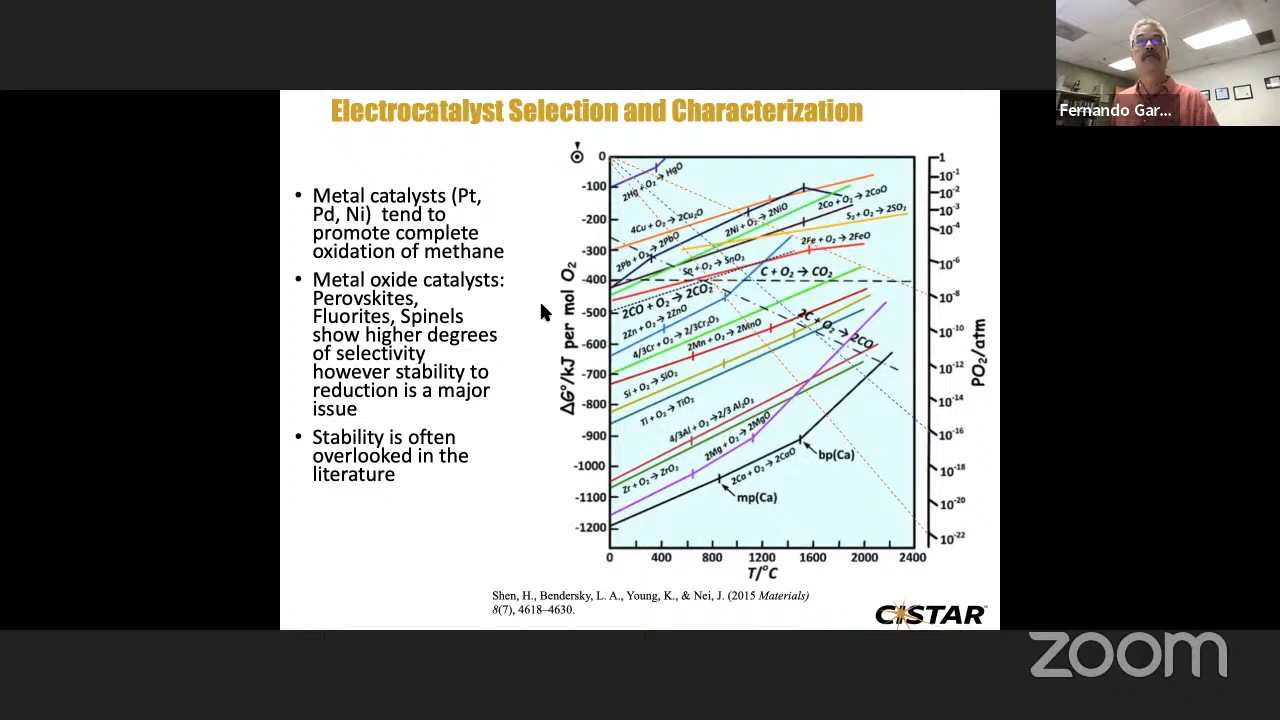 Fernando Gar...
Electrocatalyst Selection and Characterization
• Metal catalysts (Pt,
Pd, Ni) tend to
promote complete
oxidation of methane
• Metal oxide catalysts:
Perovskites,
Fluorites, Spinels
show higher degrees
of selectivity
however stability to
reduction is a major
issue
• Stability is often
overlooked in the
literature
ΔG°/kJ per mol O₂
0
-100
-200
-300
-400
-500
-600
-700
-800
-900
-1000
-1100
-1200
2Hg + O₂ → HgO
4Cu + O₂ → 2Cu₂O
2Pb + O₂ → 2PbO
2Ni + O₂ → 2NiO
2Co + O₂ → 2CoO
S₂ + O₂ → 2SO₂
2Fe + O₂ → 2FeO
Sn + O₂ → SnO₂
C + O₂ → CO₂
2CO + O₂ → 2CO₂
2Zn + O₂ → 2ZnO
4/3Cr + O₂ → 2/3Cr₂O₃
2Mn + O₂ → 2MnO
2C + O₂ → 2CO
Si + O₂ → SiO₂
Ti + O₂ → TiO₂
4/3Al + O₂ → 2/3 Al₂O₃
2Mg + O₂ → 2MgO
Zr + O₂ → ZrO₂
2Ca + O₂ → 2CaO
bp(Ca)
mp(Ca)
1
10⁻¹
10⁻²
10⁻³
10⁻⁴
10⁻⁶
10⁻⁸
10⁻¹⁰
10⁻¹²
10⁻¹⁴
10⁻¹⁶
10⁻¹⁸
10⁻²⁰
10⁻²²
PO₂/atm
0 400 800 1200 1600 2000 2400
T/°C
Shen, H., Bendersky, L. A., Young, K., & Nei, J. (2015 Materials)
8(7), 4618–4630.
CISTAR
zoom